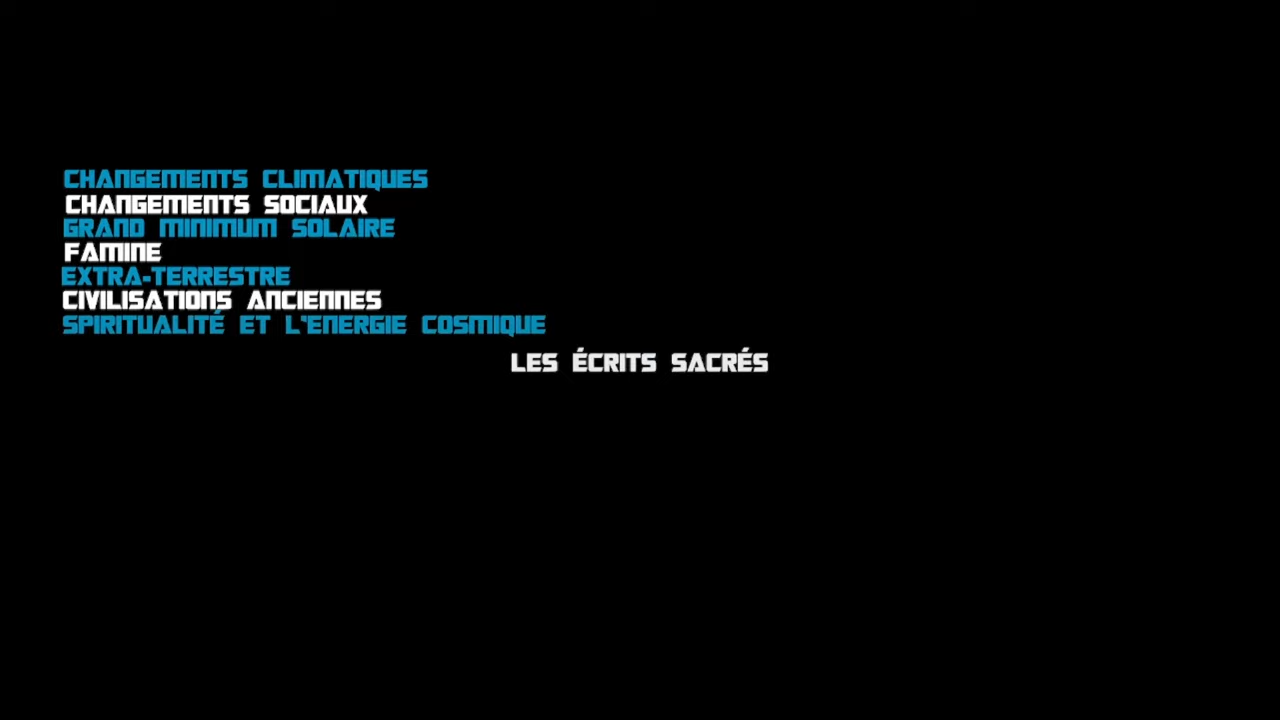 CHANGEMENTS CLIMATIQUES
CHANGEMENTS SOCIAUX
GRAND MINIMUM SOLAIRE
FAMINE
EXTRA-TERRESTRE
CIVILISATIONS ANCIENNES
SPIRITUALITÉ ET L'ENERGIE COSMIQUE
LES ÉCRITS SACRÉS